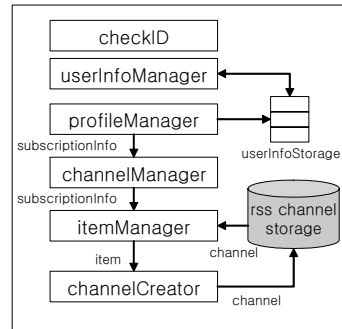 checkID
userInfoManager
profileManager
userInfoStorage
subscriptionInfo
channelManager
subscriptionInfo
itemManager
rss channel
storage
channel
item
channelCreator
channel